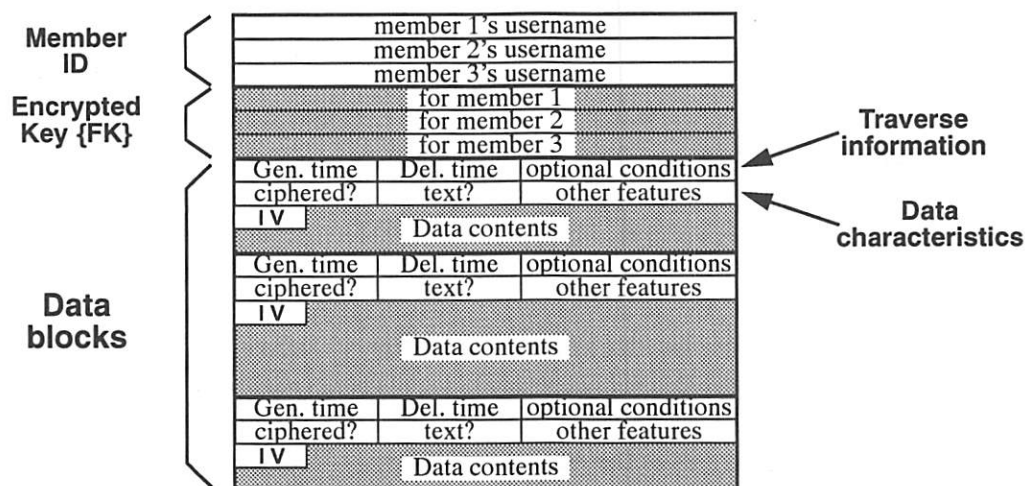 Member
ID
member 1's username
member 2's username
member 3's username
Encrypted
Key {FK}
for member 1
for member 2
for member 3
Traverse
information
Gen. time Del. time optional conditions
ciphered? text? other features
IV
Data contents
Data
characteristics
Data
blocks
Gen. time Del. time optional conditions
ciphered? text? other features
IV
Data contents
Gen. time Del. time optional conditions
ciphered? text? other features
IV
Data contents